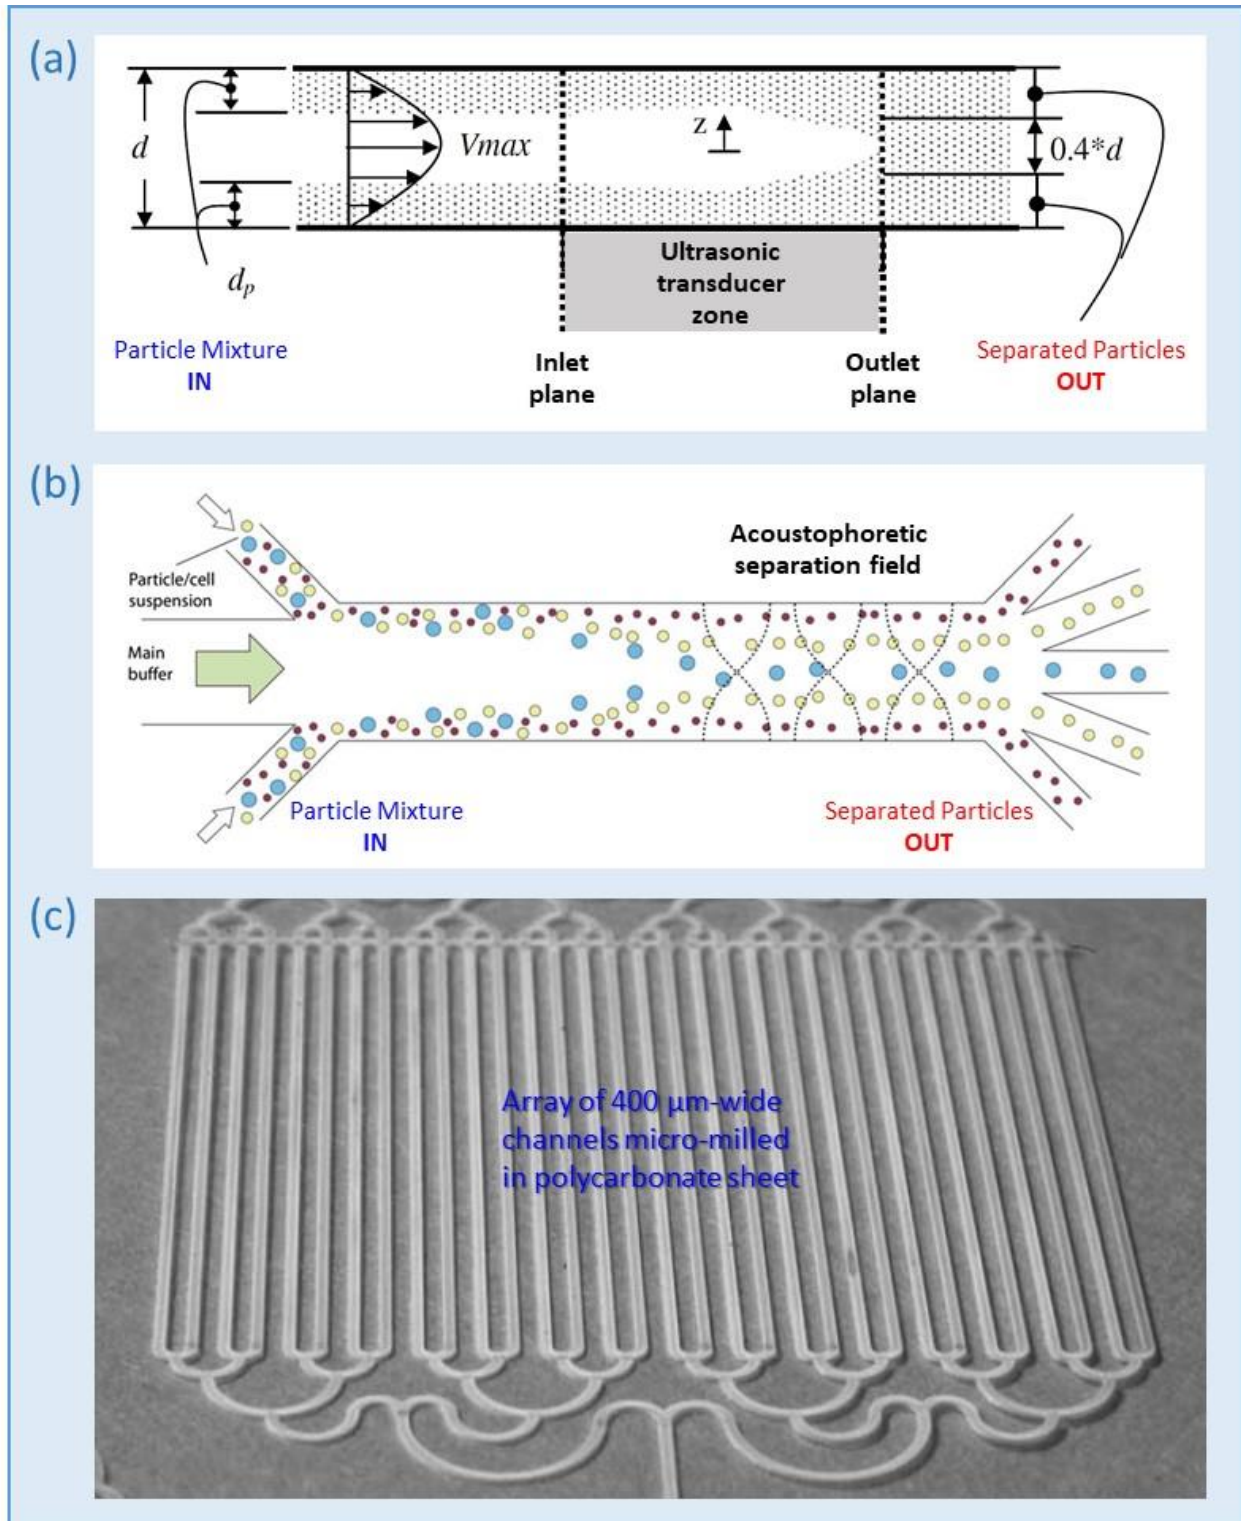 (a)
d
d_p
Vmax
z
0.4*d
Ultrasonic
transducer
zone
Particle Mixture
IN
Inlet
plane
Outlet
plane
Separated Particles
OUT
(b)
Particle/cell
suspension
Main
buffer
Acoustophoretic
separation field
Particle Mixture
IN
Separated Particles
OUT
(c)
Array of 400 µm-wide
channels micro-milled
in polycarbonate sheet